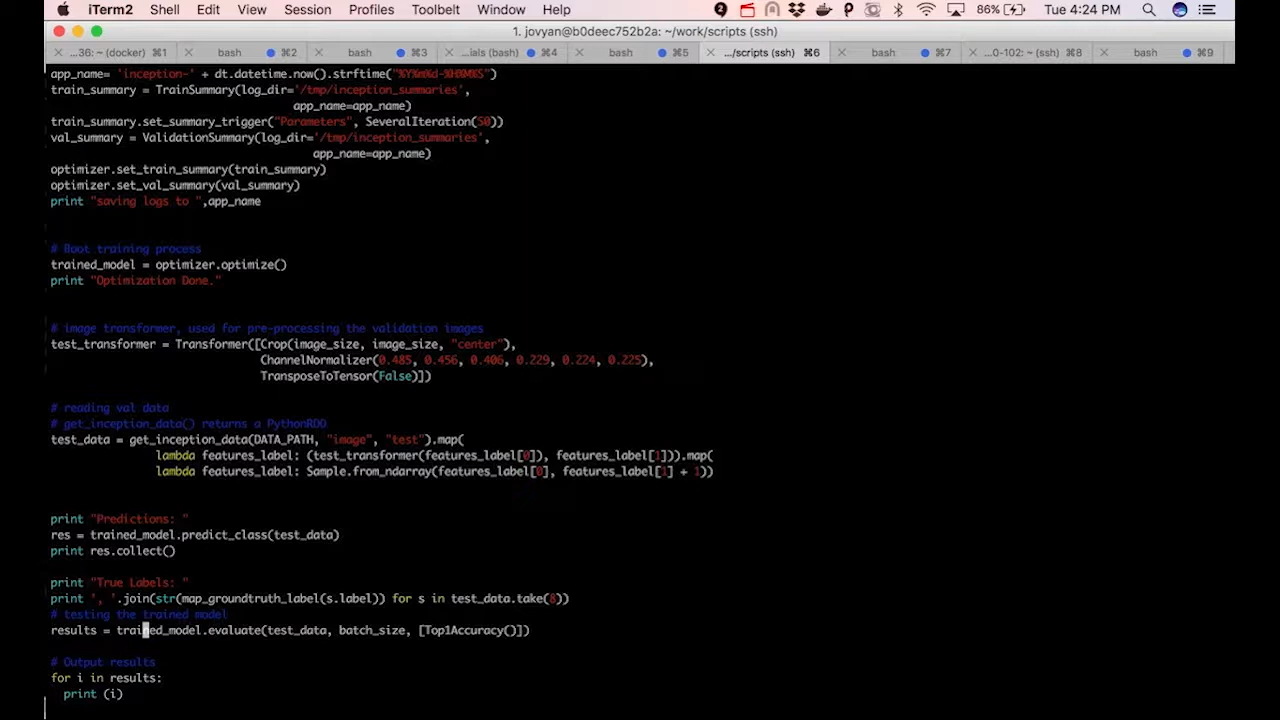 iTerm2 Shell Edit View Session Profiles Toolbelt Window Help 86% Tue 4:24 PM
1. jovyan@b0deec752b2a: ~/work/scripts (ssh)
...36: ~ (docker) ⌘1 bash ⌘2 bash ⌘3 ...ials (bash) ⌘4 bash ⌘5 .../scripts (ssh) ⌘6 bash ⌘7 ...0-102: ~ (ssh) ⌘8 bash ⌘9
app_name= 'inception-' + dt.datetime.now().strftime("%Y%m%d-%H%M%S")
train_summary = TrainSummary(log_dir='/tmp/inception_summaries',
app_name=app_name)
train_summary.set_summary_trigger("Parameters", SeveralIteration(50))
val_summary = ValidationSummary(log_dir='/tmp/inception_summaries',
app_name=app_name)
optimizer.set_train_summary(train_summary)
optimizer.set_val_summary(val_summary)
print "saving logs to ",app_name
# Boot training process
trained_model = optimizer.optimize()
print "Optimization Done."
# image transformer, used for pre-processing the validation images
test_transformer = Transformer([Crop(image_size, image_size, "center"),
ChannelNormalizer(0.485, 0.456, 0.406, 0.229, 0.224, 0.225),
TransposeToTensor(False)])
# reading val data
# get_inception_data() returns a PythonRDD
test_data = get_inception_data(DATA_PATH, "image", "test").map(
lambda features_label: (test_transformer(features_label[0]), features_label[1])).map(
lambda features_label: Sample.from_ndarray(features_label[0], features_label[1] + 1))
print "Predictions: "
res = trained_model.predict_class(test_data)
print res.collect()
print "True Labels: "
print ', '.join(str(map_groundtruth_label(s.label)) for s in test_data.take(8))
# testing the trained model
results = trained_model.evaluate(test_data, batch_size, [Top1Accuracy()])
# Output results
for i in results:
print (i)